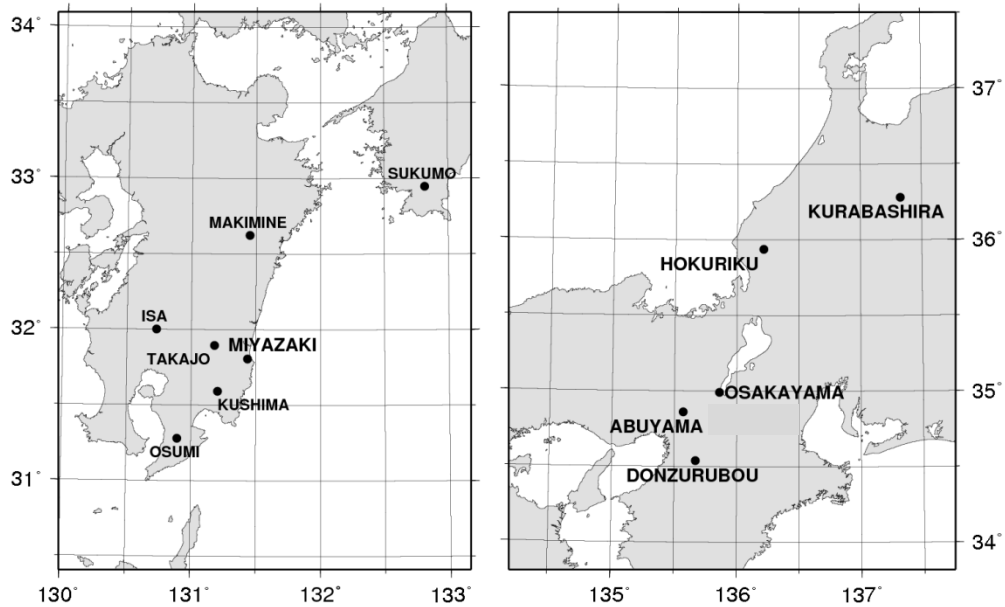 34˚
33˚
32˚
31˚
130˚
131˚
132˚
133˚
SUKUMO
MAKIMINE
ISA
TAKAJO
MIYAZAKI
KUSHIMA
OSUMI
37˚
36˚
35˚
34˚
135˚
136˚
137˚
KURABASHIRA
HOKURIKU
OSAKAYAMA
ABUYAMA
DONZURUBOU